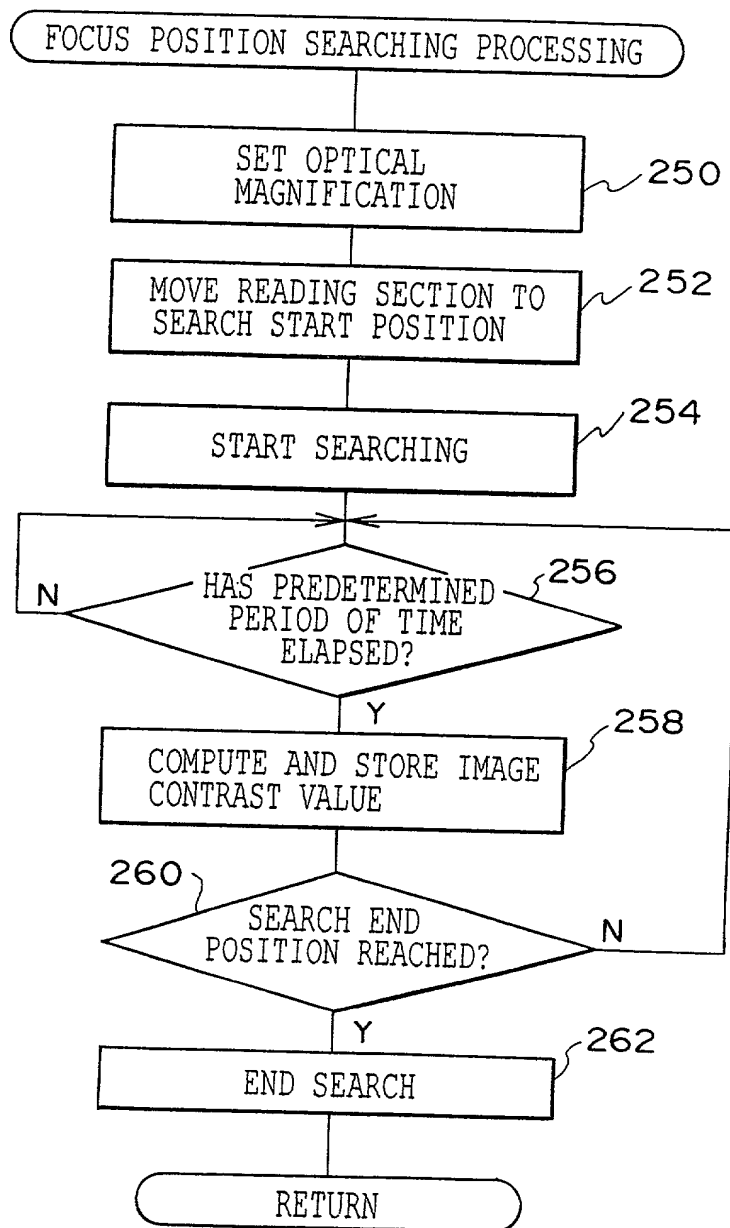 FOCUS POSITION SEARCHING PROCESSING
SET OPTICAL
MAGNIFICATION
250
MOVE READING SECTION TO
SEARCH START POSITION
252
START SEARCHING
254
HAS PREDETERMINED
PERIOD OF TIME
ELAPSED?
256
N
Y
COMPUTE AND STORE IMAGE
CONTRAST VALUE
258
260
SEARCH END
POSITION REACHED?
N
Y
END SEARCH
262
RETURN